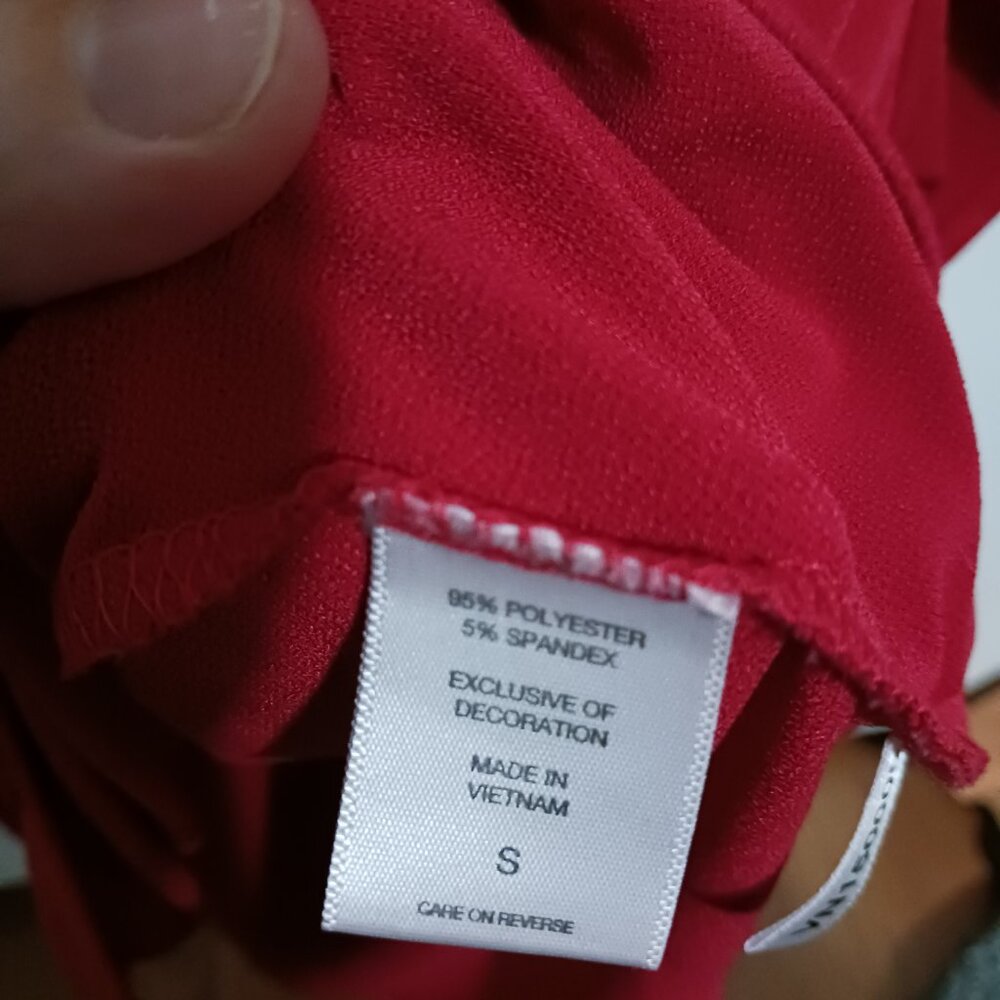 95% POLYESTER
5% SPANDEX
EXCLUSIVE OF
DECORATION
MADE IN
VIETNAM
S
CARE ON REVERSE